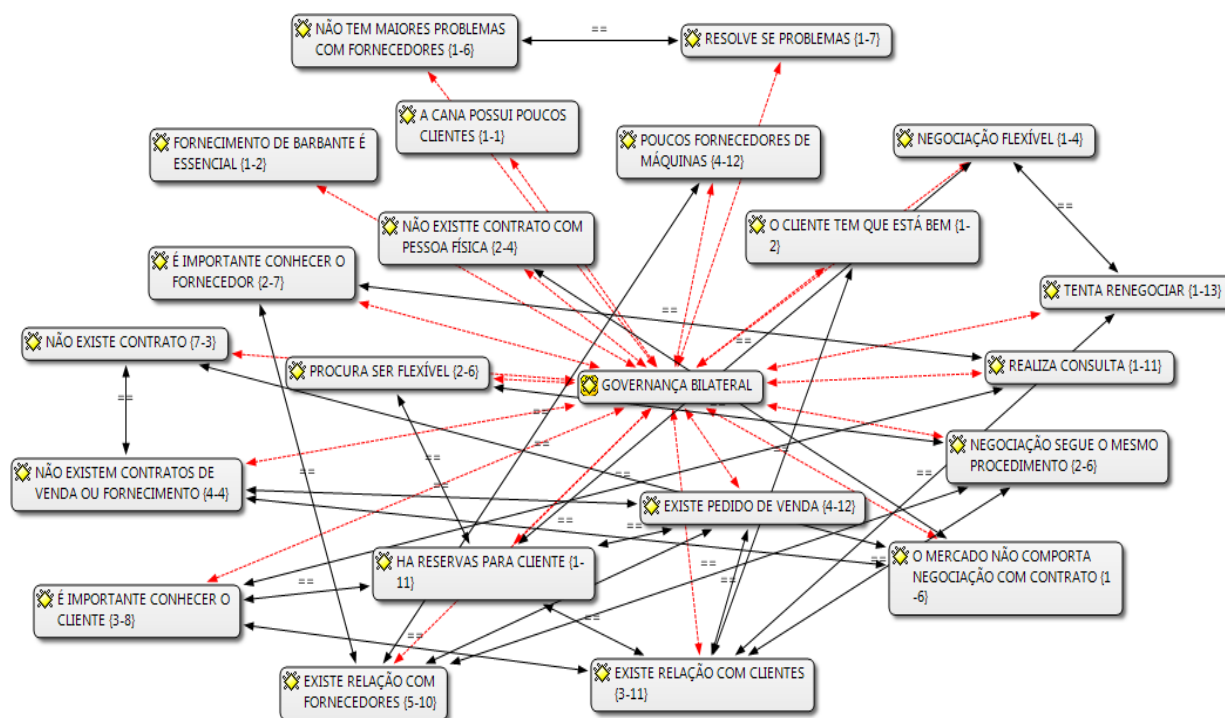 NÃO TEM MAIORES PROBLEMAS
COM FORNECEDORES {1-6}
==
RESOLVE SE PROBLEMAS {1-7}
A CANA POSSUI POUCOS
CLIENTES {1-1}
FORNECIMENTO DE BARBANTE É
ESSENCIAL {1-2}
POUCOS FORNECEDORES DE
MÁQUINAS {4-12}
NEGOCIAÇÃO FLEXÍVEL {1-4}
==
NÃO EXISTTE CONTRATO COM
PESSOA FÍSICA {2-4}
O CLIENTE TEM QUE ESTÁ BEM {1-
2}
É IMPORTANTE CONHECER O
FORNECEDOR {2-7}
TENTA RENEGOCIAR {1-13}
==
==
NÃO EXISTE CONTRATO {7-3}
PROCURA SER FLEXÍVEL {2-6}
GOVERNANÇA BILATERAL
REALIZA CONSULTA {1-11}
==
==
==
==
NEGOCIAÇÃO SEGUE O MESMO
PROCEDIMENTO {2-6}
==
==
==
NÃO EXISTEM CONTRATOS DE
VENDA OU FORNECIMENTO {4-4}
==
==
EXISTE PEDIDO DE VENDA {4-12}
==
==
HA RESERVAS PARA CLIENTE {1-
11}
==
==
==
==
O MERCADO NÃO COMPORTA
NEGOCIAÇÃO COM CONTRATO {1
-6}
É IMPORTANTE CONHECER O
CLIENTE {3-8}
==
==
==
EXISTE RELAÇÃO COM
FORNECEDORES {5-10}
EXISTE RELAÇÃO COM CLIENTES
{3-11}